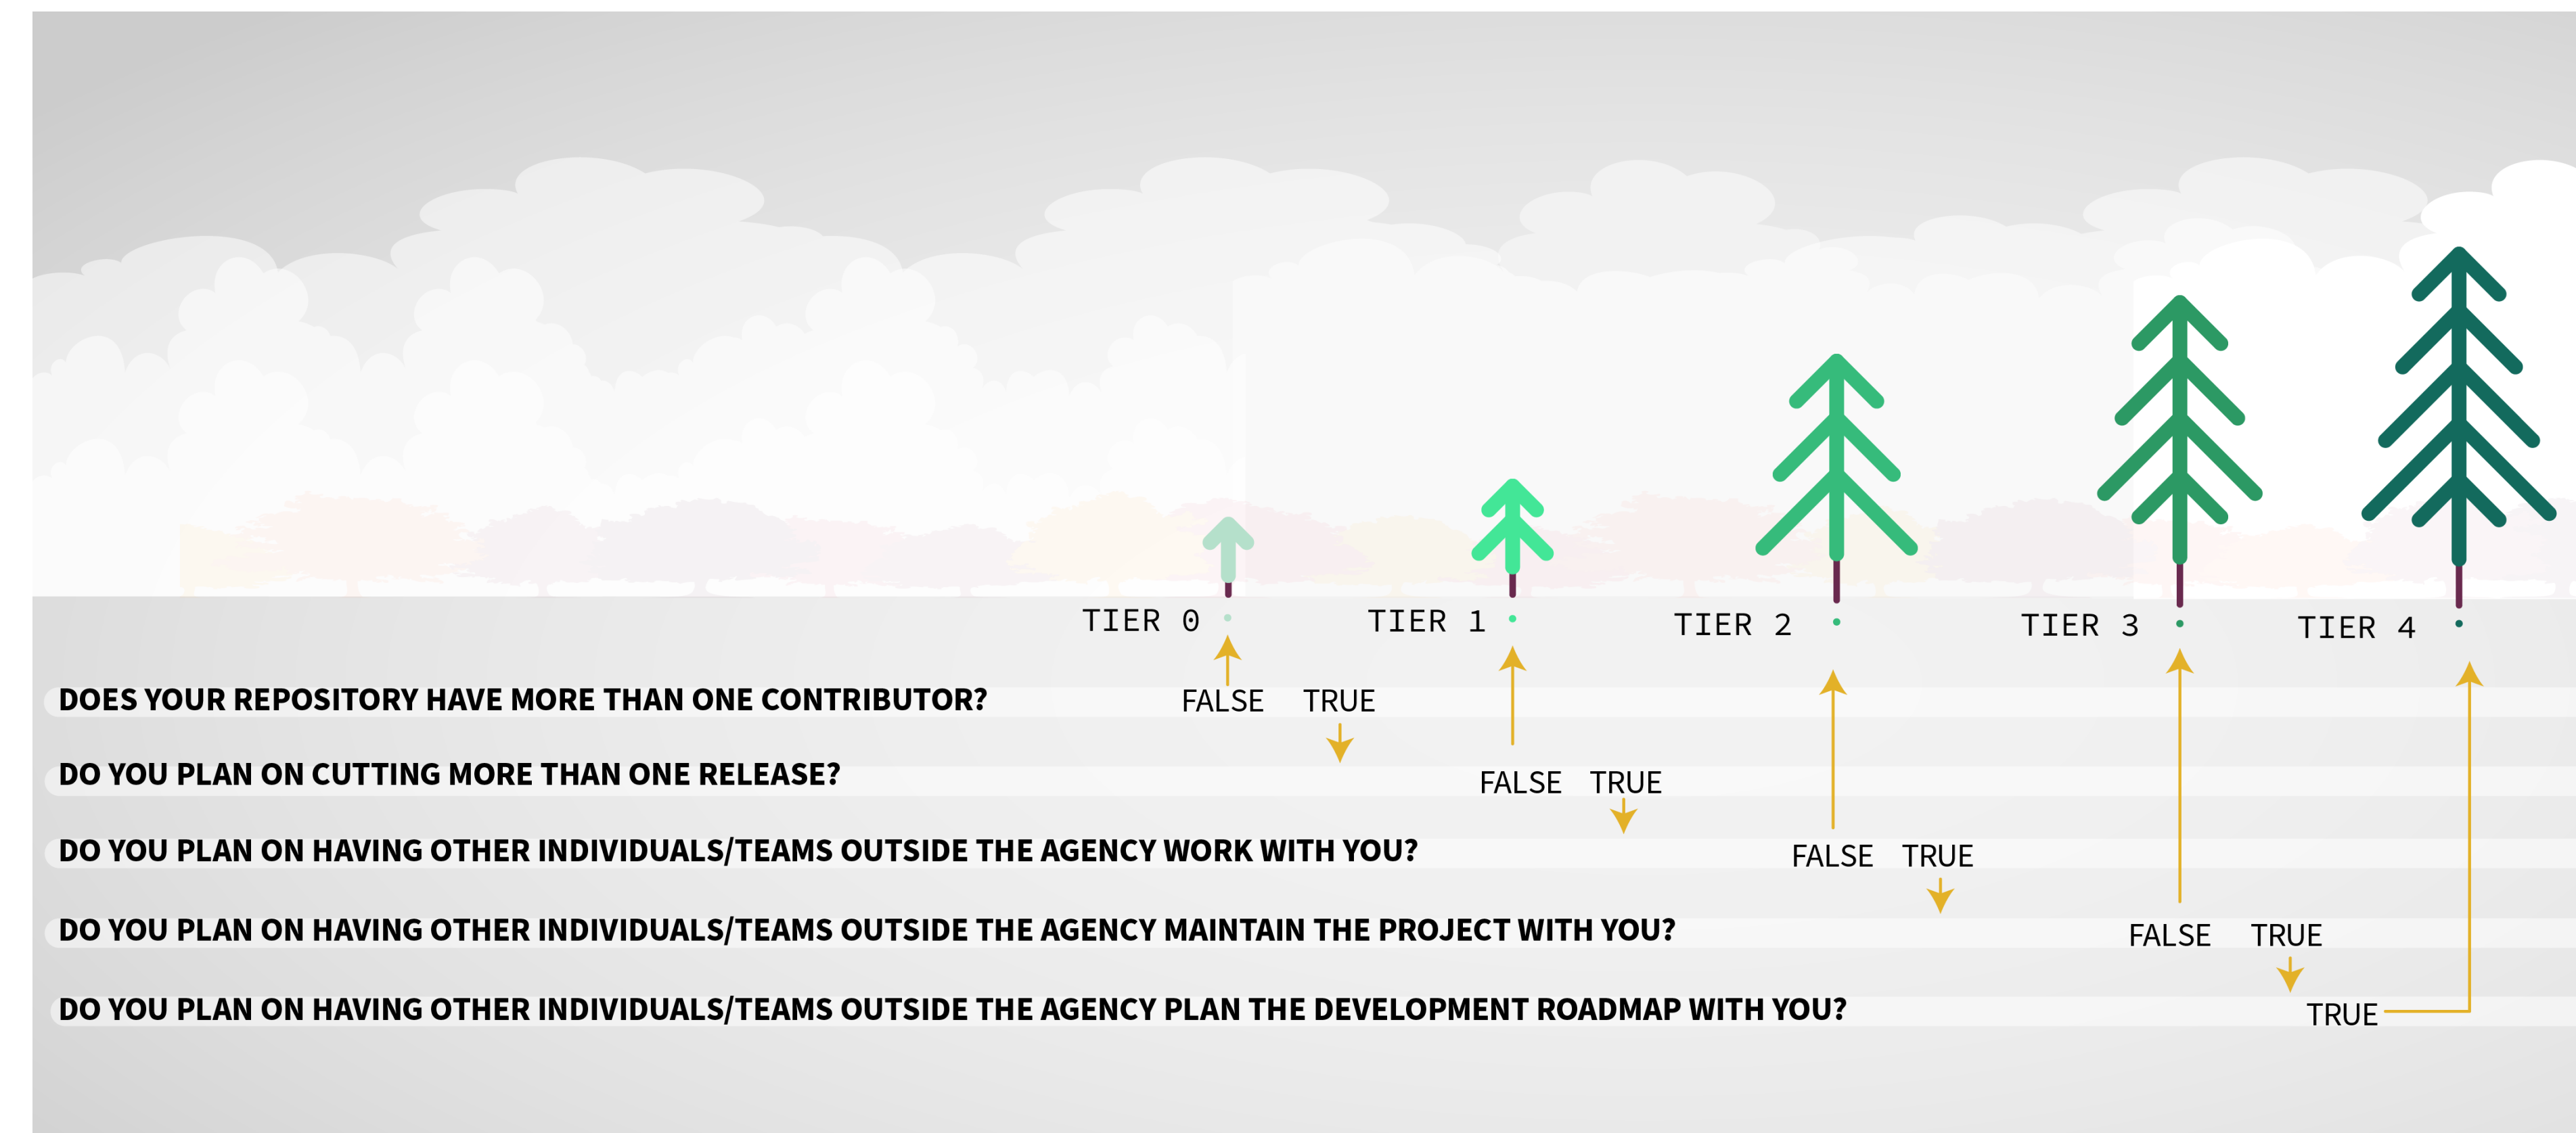 TIER 0 TIER 1 TIER 2 TIER 3 TIER 4
DOES YOUR REPOSITORY HAVE MORE THAN ONE CONTRIBUTOR? FALSE TRUE
DO YOU PLAN ON CUTTING MORE THAN ONE RELEASE? FALSE TRUE
DO YOU PLAN ON HAVING OTHER INDIVIDUALS/TEAMS OUTSIDE THE AGENCY WORK WITH YOU? FALSE TRUE
DO YOU PLAN ON HAVING OTHER INDIVIDUALS/TEAMS OUTSIDE THE AGENCY MAINTAIN THE PROJECT WITH YOU? FALSE TRUE
DO YOU PLAN ON HAVING OTHER INDIVIDUALS/TEAMS OUTSIDE THE AGENCY PLAN THE DEVELOPMENT ROADMAP WITH YOU? TRUE